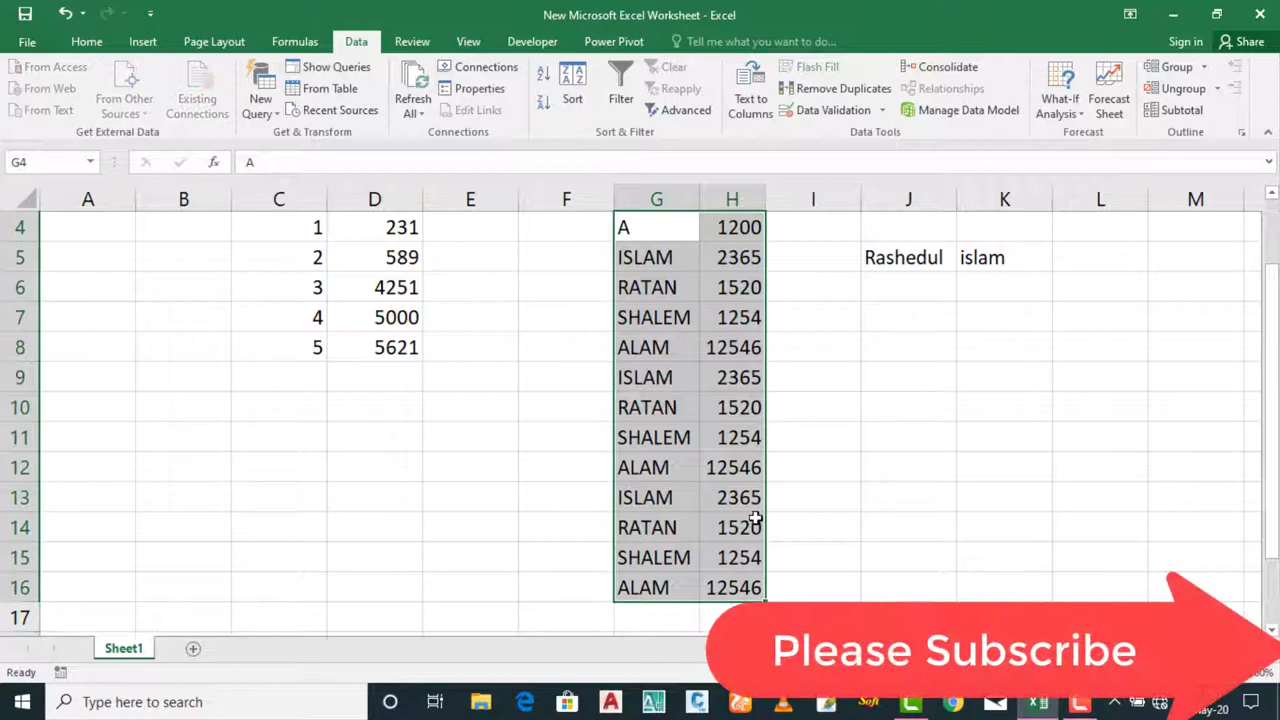 New Microsoft Excel Worksheet - Excel
File Home Insert Page Layout Formulas Data Review View Developer Power Pivot Tell me what you want to do... Sign in Share
From Access
From Web
From Text
From Other Sources
Existing Connections
Get External Data
New Query
Show Queries
From Table
Recent Sources
Get & Transform
Refresh All
Connections
Properties
Edit Links
Connections
Sort
Filter
Clear
Reapply
Advanced
Sort & Filter
Text to Columns
Flash Fill
Remove Duplicates
Data Validation
Consolidate
Relationships
Manage Data Model
Data Tools
What-If Analysis
Forecast Sheet
Forecast
Group
Ungroup
Subtotal
Outline
G4 fx A
A B C D E F G H I J K L M
4 1 231 A 1200
5 2 589 ISLAM 2365 Rashedul islam
6 3 4251 RATAN 1520
7 4 5000 SHALEM 1254
8 5 5621 ALAM 12546
9 ISLAM 2365
10 RATAN 1520
11 SHALEM 1254
12 ALAM 12546
13 ISLAM 2365
14 RATAN 1520
15 SHALEM 1254
16 ALAM 12546
17
Sheet1
Please Subscribe
Ready
Type here to search